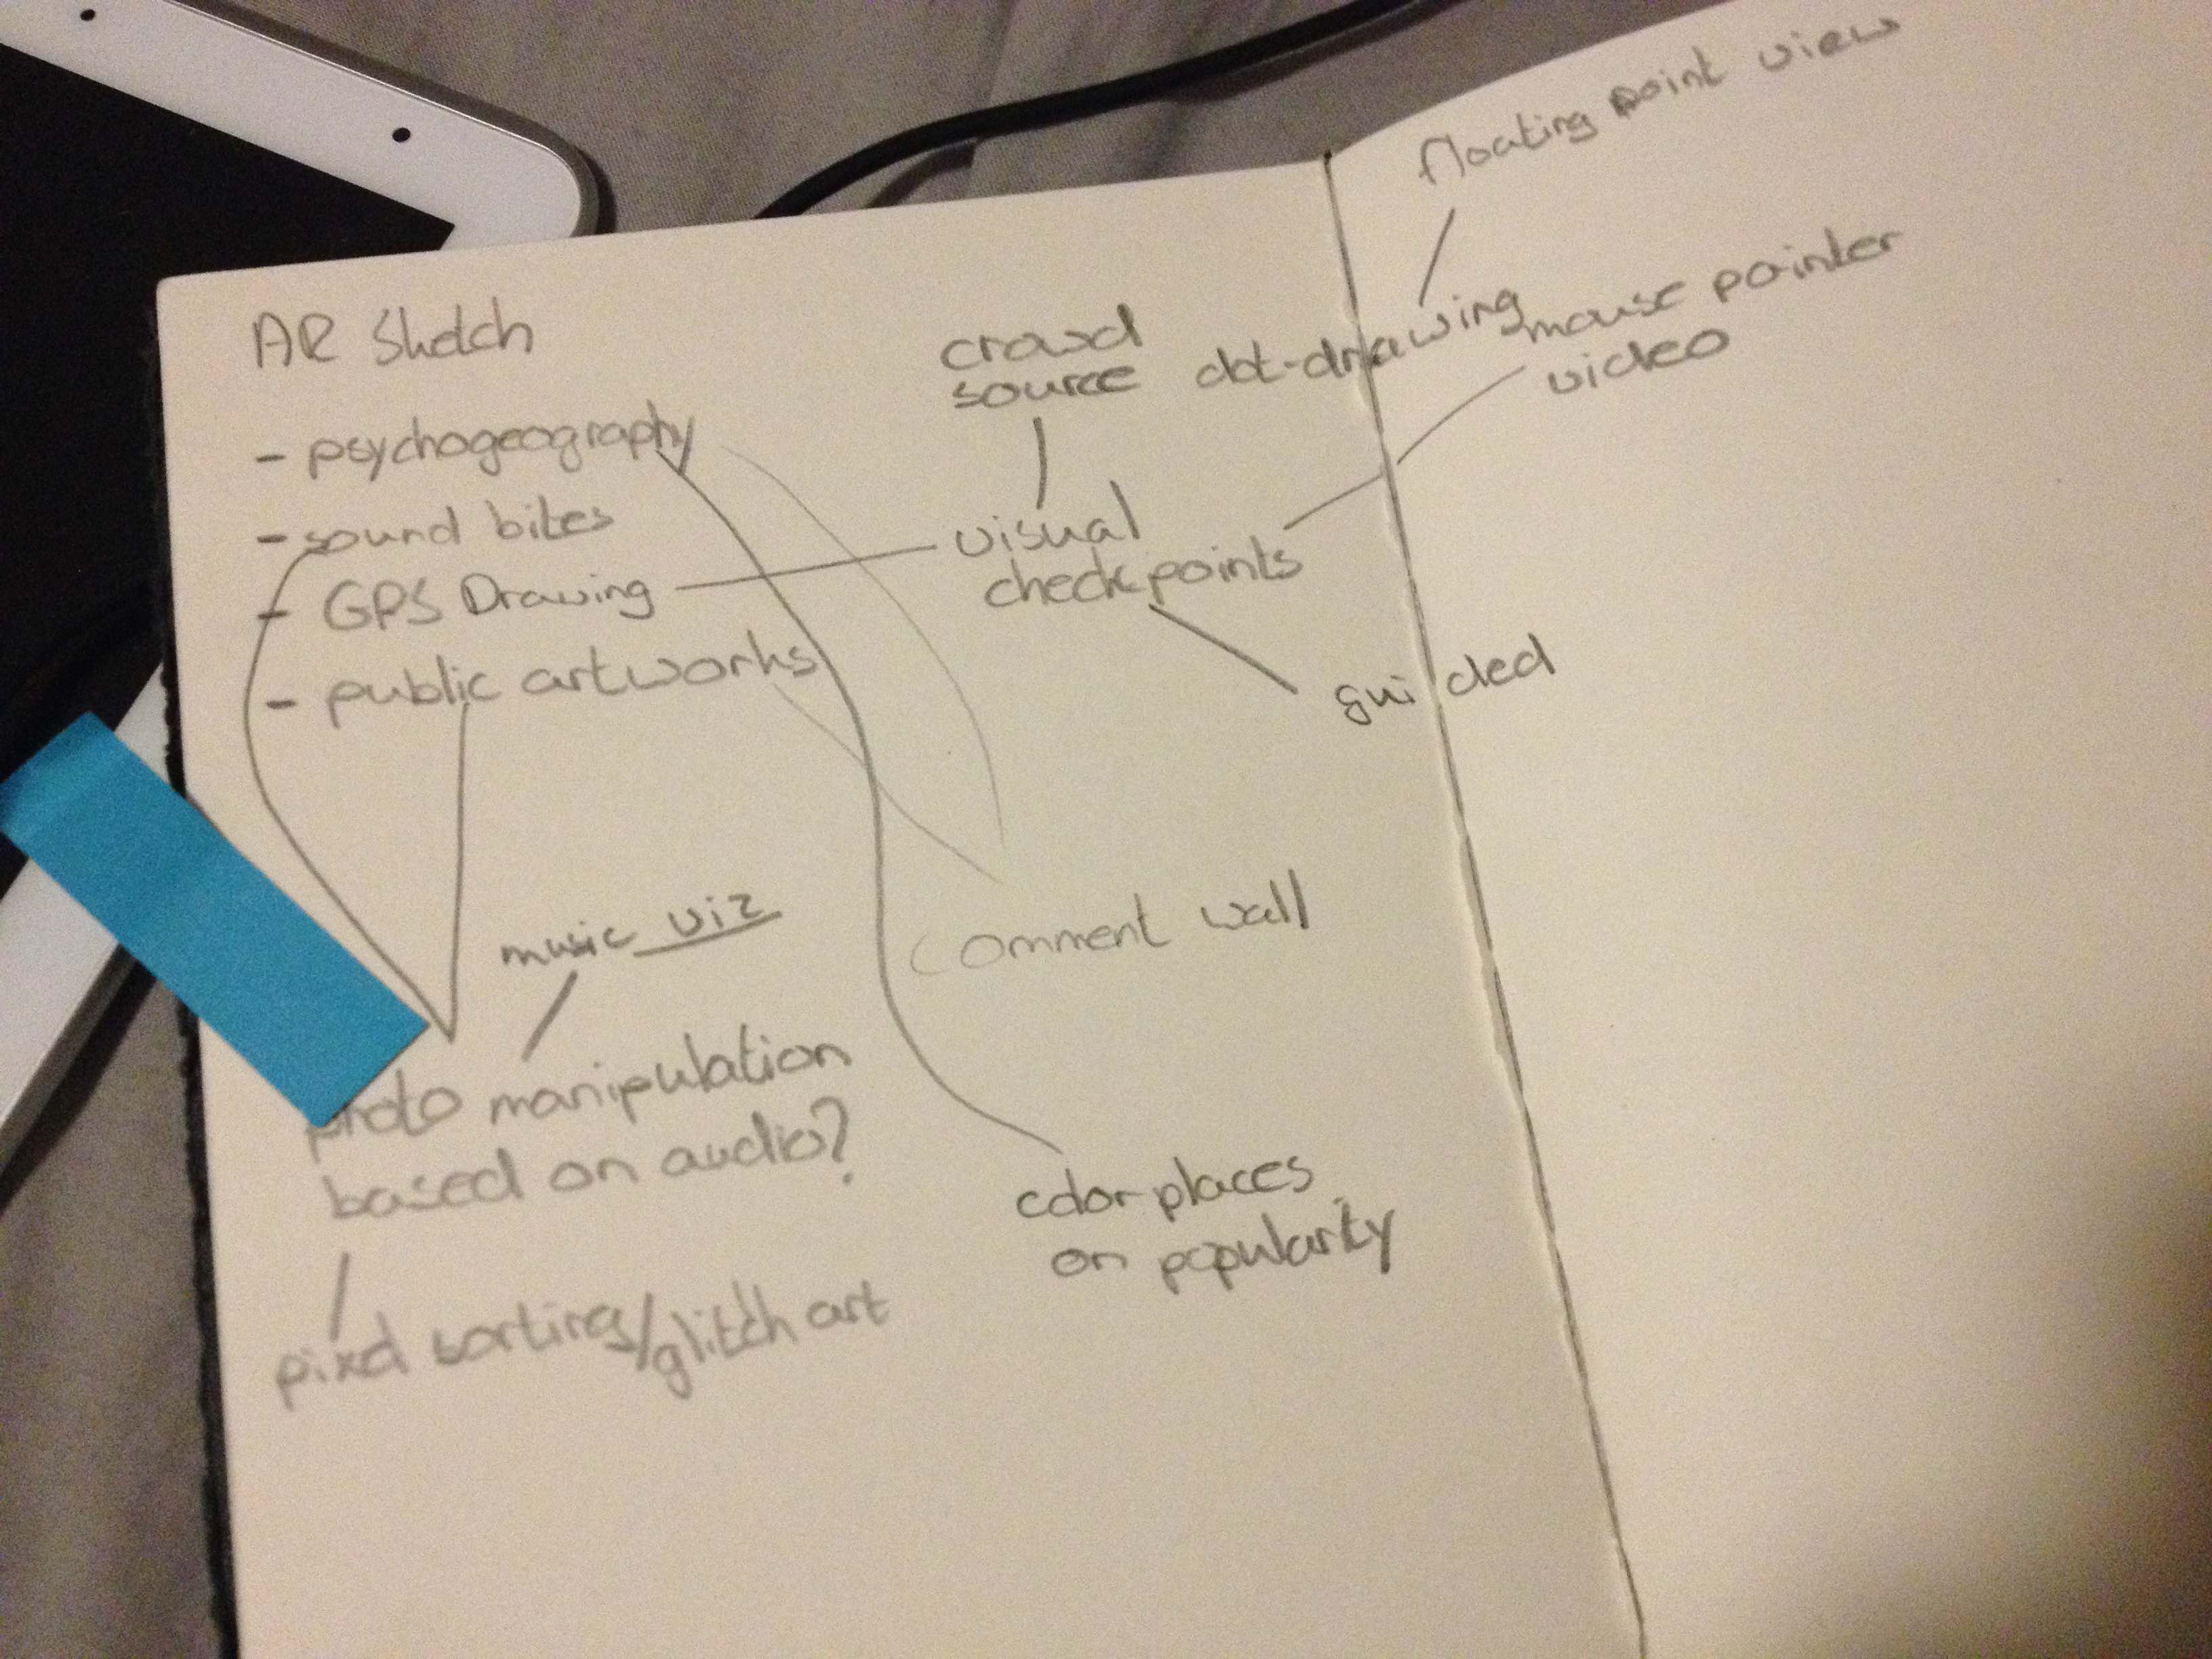 AR Sketch
- psychogeography
- sound bites
- GPS Drawing
- public artworks
crowd
source
dot-drawing
floating point view
mouse pointer
video
visual
checkpoints
guided
comment wall
music viz
photo manipulation
based on audio?
pixel sorting/glitch art
color places
on popularity